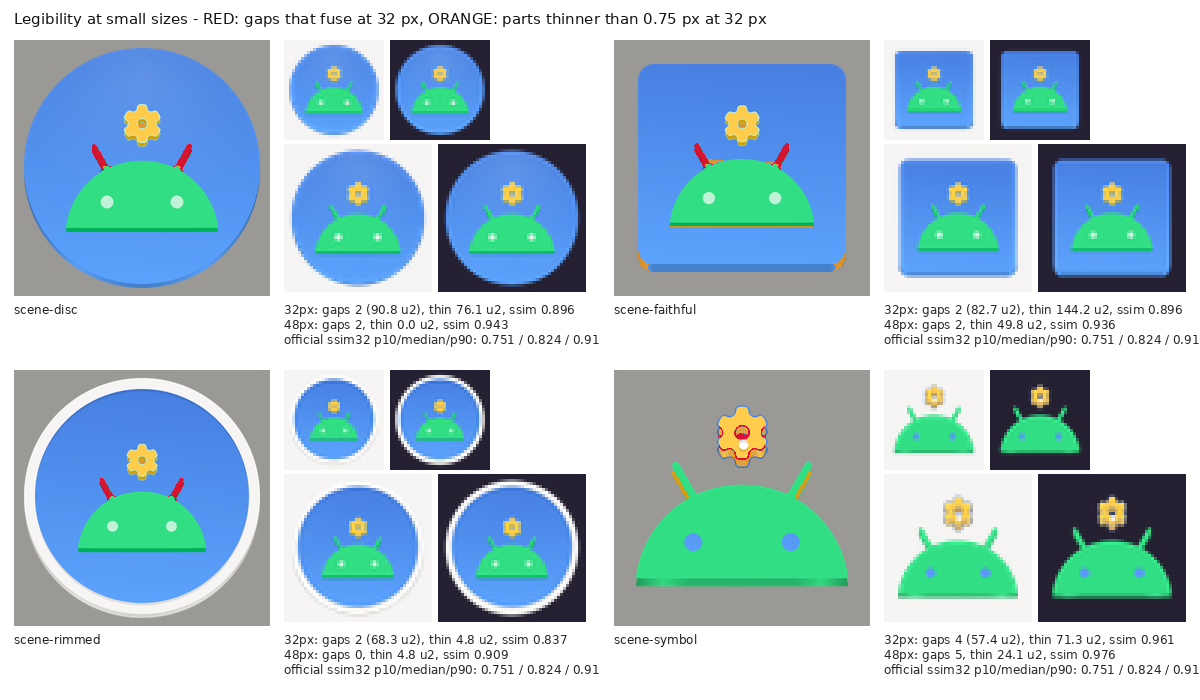 Legibility at small sizes - RED: gaps that fuse at 32 px, ORANGE: parts thinner than 0.75 px at 32 px
scene-disc
32px: gaps 2 (90.8 u2), thin 76.1 u2, ssim 0.896
48px: gaps 2, thin 0.0 u2, ssim 0.943
official ssim32 p10/median/p90: 0.751 / 0.824 / 0.91
scene-faithful
32px: gaps 2 (82.7 u2), thin 144.2 u2, ssim 0.896
48px: gaps 2, thin 49.8 u2, ssim 0.936
official ssim32 p10/median/p90: 0.751 / 0.824 / 0.91
scene-rimmed
32px: gaps 2 (68.3 u2), thin 4.8 u2, ssim 0.837
48px: gaps 0, thin 4.8 u2, ssim 0.909
official ssim32 p10/median/p90: 0.751 / 0.824 / 0.91
scene-symbol
32px: gaps 4 (57.4 u2), thin 71.3 u2, ssim 0.961
48px: gaps 5, thin 24.1 u2, ssim 0.976
official ssim32 p10/median/p90: 0.751 / 0.824 / 0.91